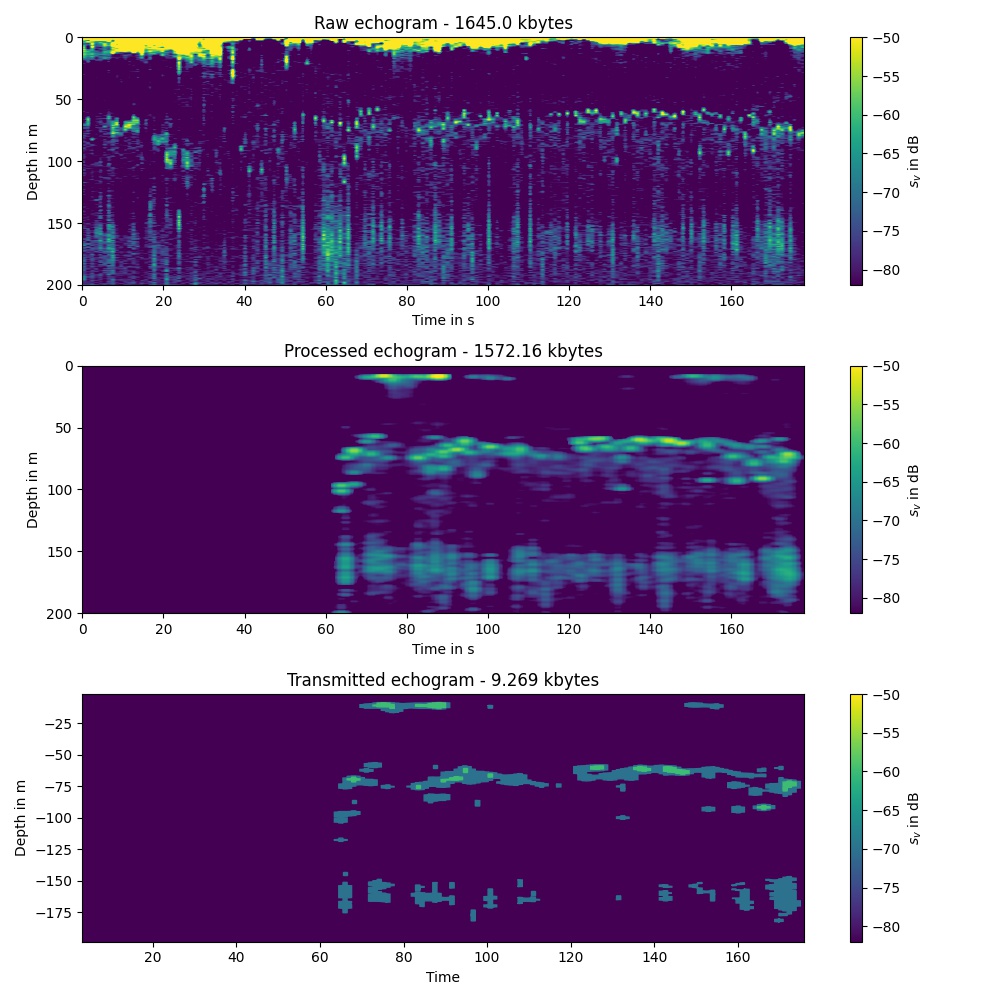 Raw echogram - 1645.0 kbytes
0
50
100
150
200
Depth in m
0 20 40 60 80 100 120 140 160
Time in s
−50
−55
−60
−65
−70
−75
−80
s_v in dB
Processed echogram - 1572.16 kbytes
0
50
100
150
200
Depth in m
0 20 40 60 80 100 120 140 160
Time in s
−50
−55
−60
−65
−70
−75
−80
s_v in dB
Transmitted echogram - 9.269 kbytes
−25
−50
−75
−100
−125
−150
−175
Depth in m
20 40 60 80 100 120 140 160
Time
−50
−55
−60
−65
−70
−75
−80
s_v in dB